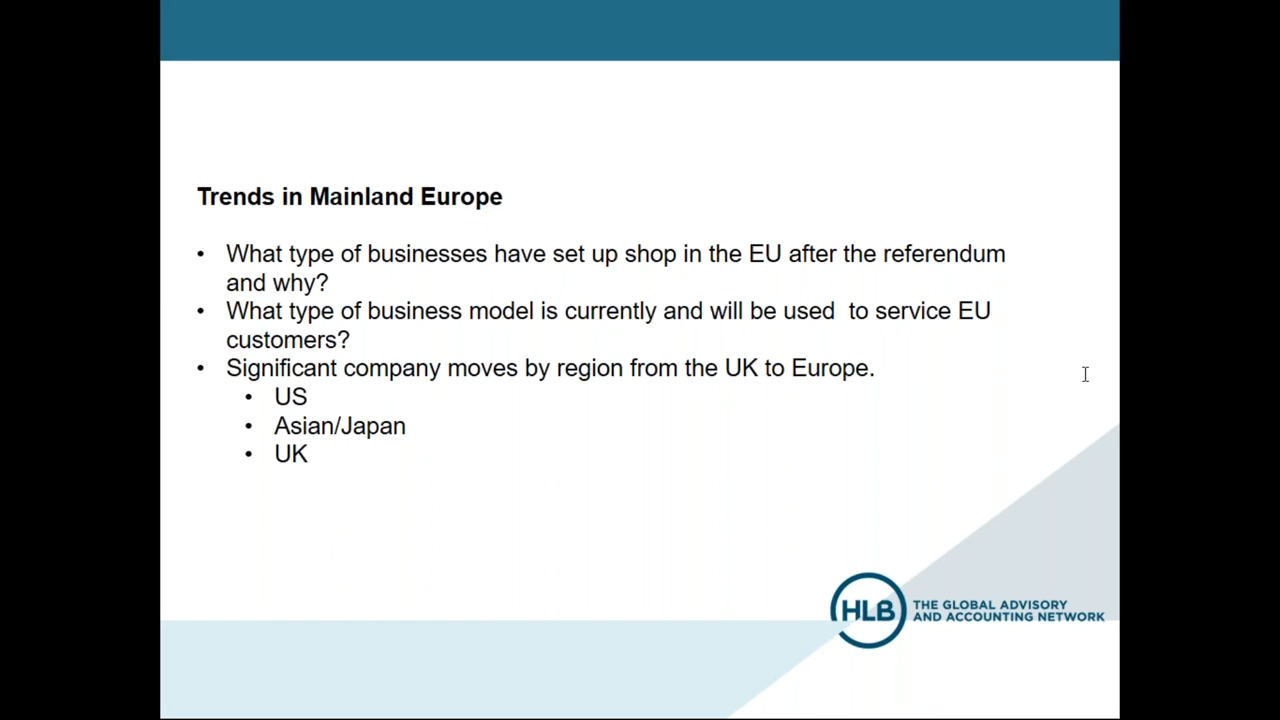 Trends in Mainland Europe
• What type of businesses have set up shop in the EU after the referendum
and why?
• What type of business model is currently and will be used  to service EU
customers?
• Significant company moves by region from the UK to Europe.
• US
• Asian/Japan
• UK
HLB
THE GLOBAL ADVISORY
AND ACCOUNTING NETWORK